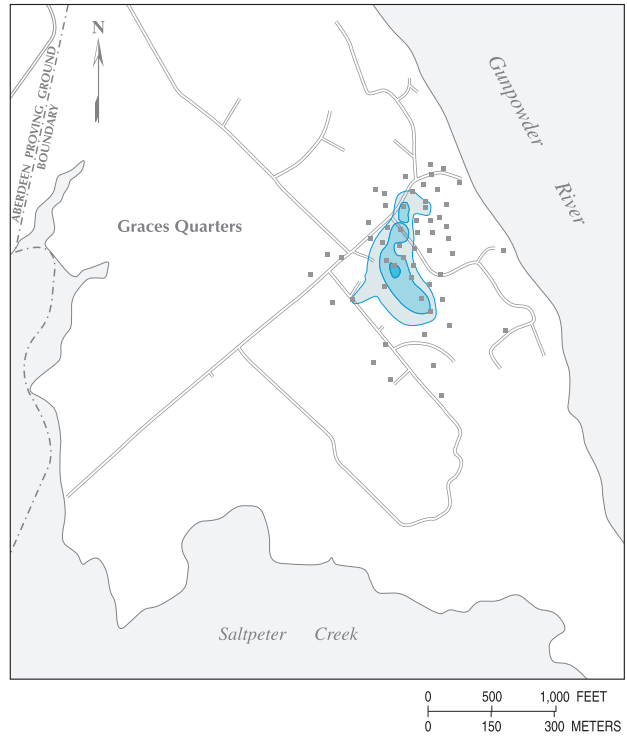 N
ABERDEEN PROVING GROUND
BOUNDARY
Gunpowder
River
Graces Quarters
Saltpeter Creek
0 500 1,000 FEET
0 150 300 METERS